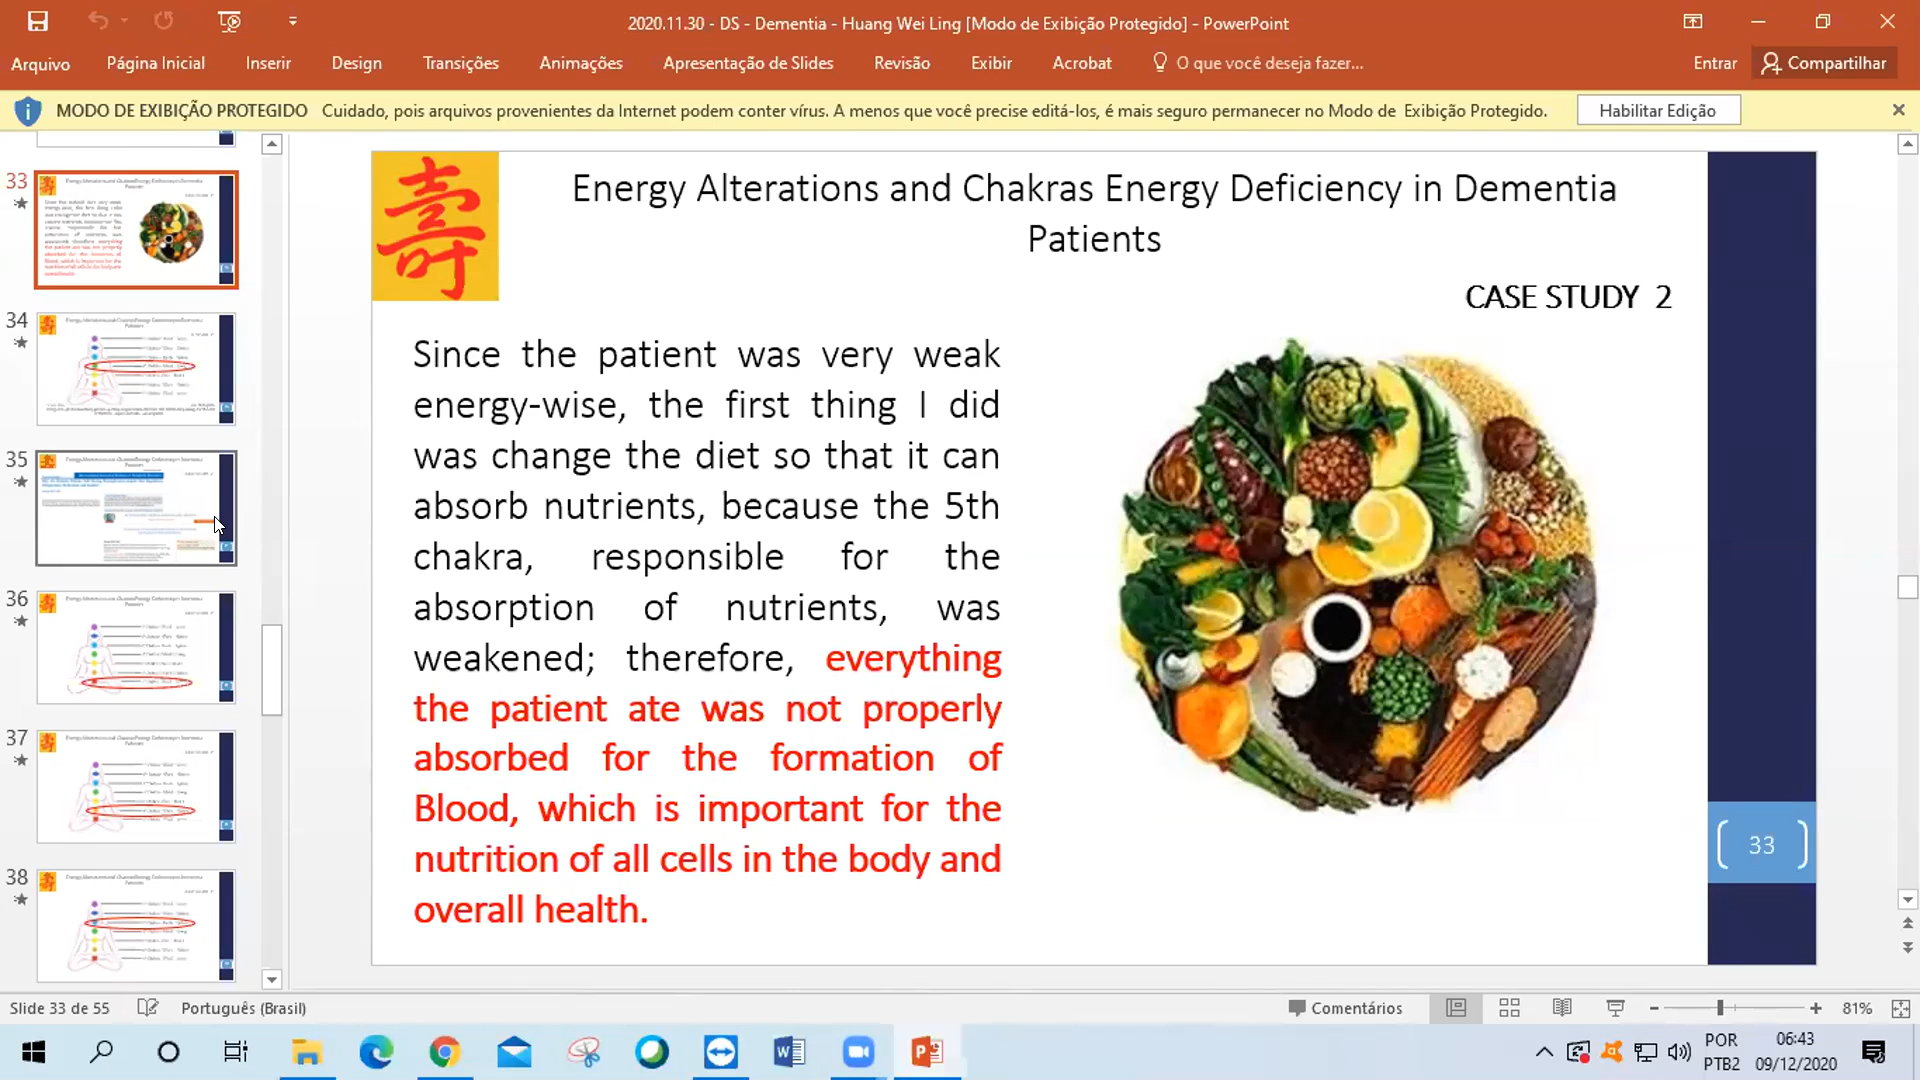 2020.11.30 - DS - Dementia - Huang Wei Ling [Modo de Exibição Protegido] - PowerPoint
Arquivo Página Inicial Inserir Design Transições Animações Apresentação de Slides Revisão Exibir Acrobat O que você deseja fazer... Entrar Compartilhar
MODO DE EXIBIÇÃO PROTEGIDO Cuidado, pois arquivos provenientes da Internet podem conter vírus. A menos que você precise editá-los, é mais seguro permanecer no Modo de Exibição Protegido. Habilitar Edição
33
34
35
36
37
38
壽
Energy Alterations and Chakras Energy Deficiency in Dementia
Patients
CASE STUDY 2
Since the patient was very weak
energy-wise, the first thing I did
was change the diet so that it can
absorb nutrients, because the 5th
chakra, responsible for the
absorption of nutrients, was
weakened; therefore, everything
the patient ate was not properly
absorbed for the formation of
Blood, which is important for the
nutrition of all cells in the body and
overall health.
33
Slide 33 de 55 Português (Brasil) Comentários 81%
POR 06:43
PTB2 09/12/2020